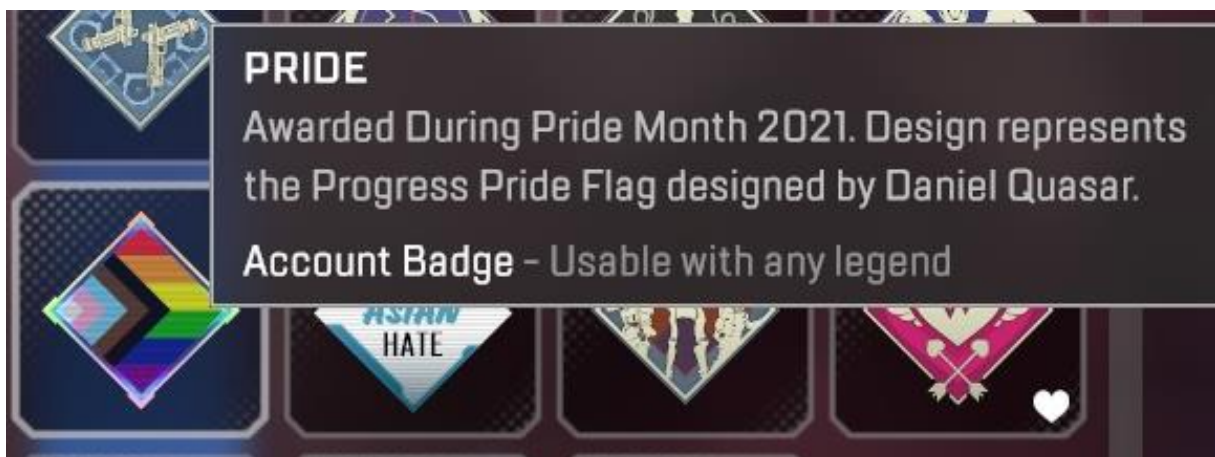 PRIDE
Awarded During Pride Month 2021. Design represents
the Progress Pride Flag designed by Daniel Quasar.
Account Badge - Usable with any legend
ASIAN
HATE